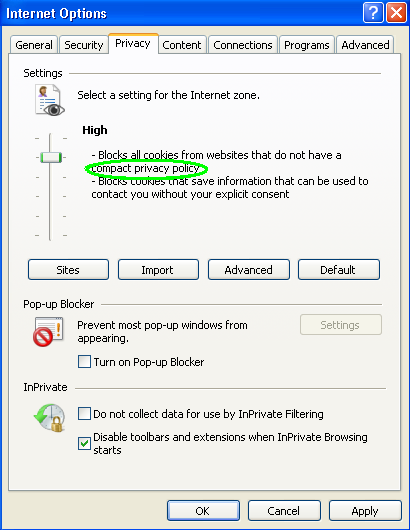 Internet Options
General Security Privacy Content Connections Programs Advanced
Settings
Select a setting for the Internet zone.
High
- Blocks all cookies from websites that do not have a
compact privacy policy
- Blocks cookies that save information that can be used to
contact you without your explicit consent
Sites Import Advanced Default
Pop-up Blocker
Prevent most pop-up windows from
appearing.
Settings
Turn on Pop-up Blocker
InPrivate
Do not collect data for use by InPrivate Filtering
Disable toolbars and extensions when InPrivate Browsing
starts
OK Cancel Apply